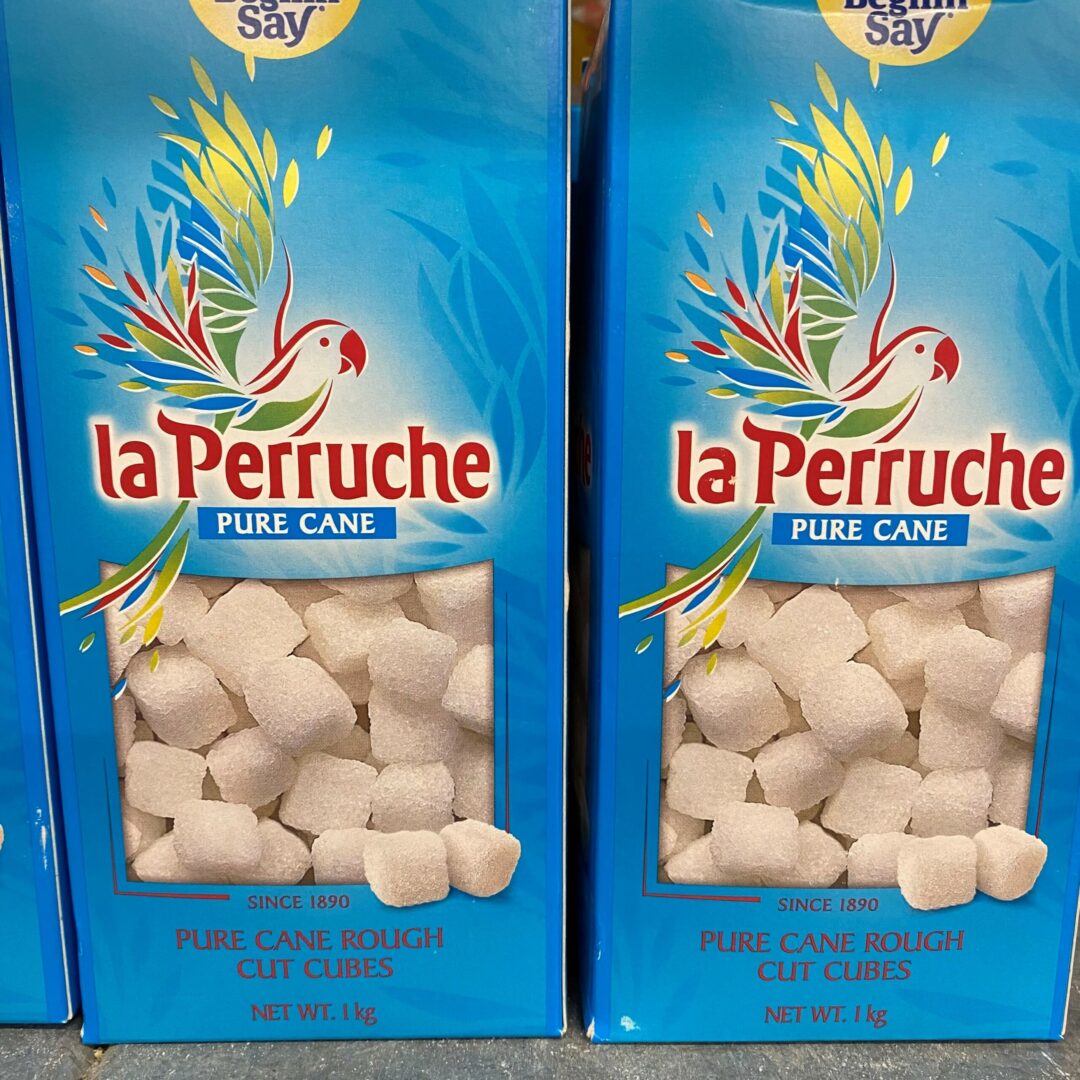 Say
la Perruche
PURE CANE
SINCE 1890
PURE CANE ROUGH
CUT CUBES
NET WT. 1 kg
Say
la Perruche
PURE CANE
SINCE 1890
PURE CANE ROUGH
CUT CUBES
NET WT. 1 kg